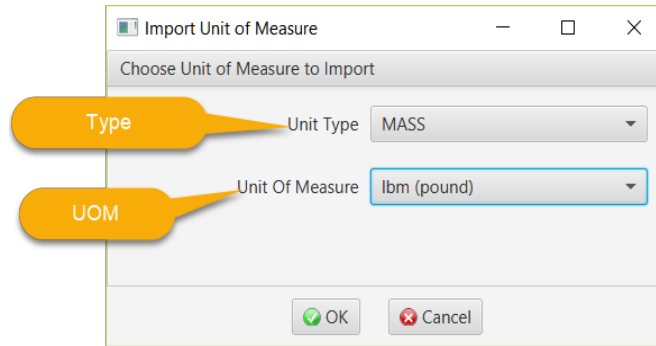 Import Unit of Measure
Choose Unit of Measure to Import
Type
Unit Type
MASS
Unit Of Measure
lbm (pound)
UOM
OK
Cancel